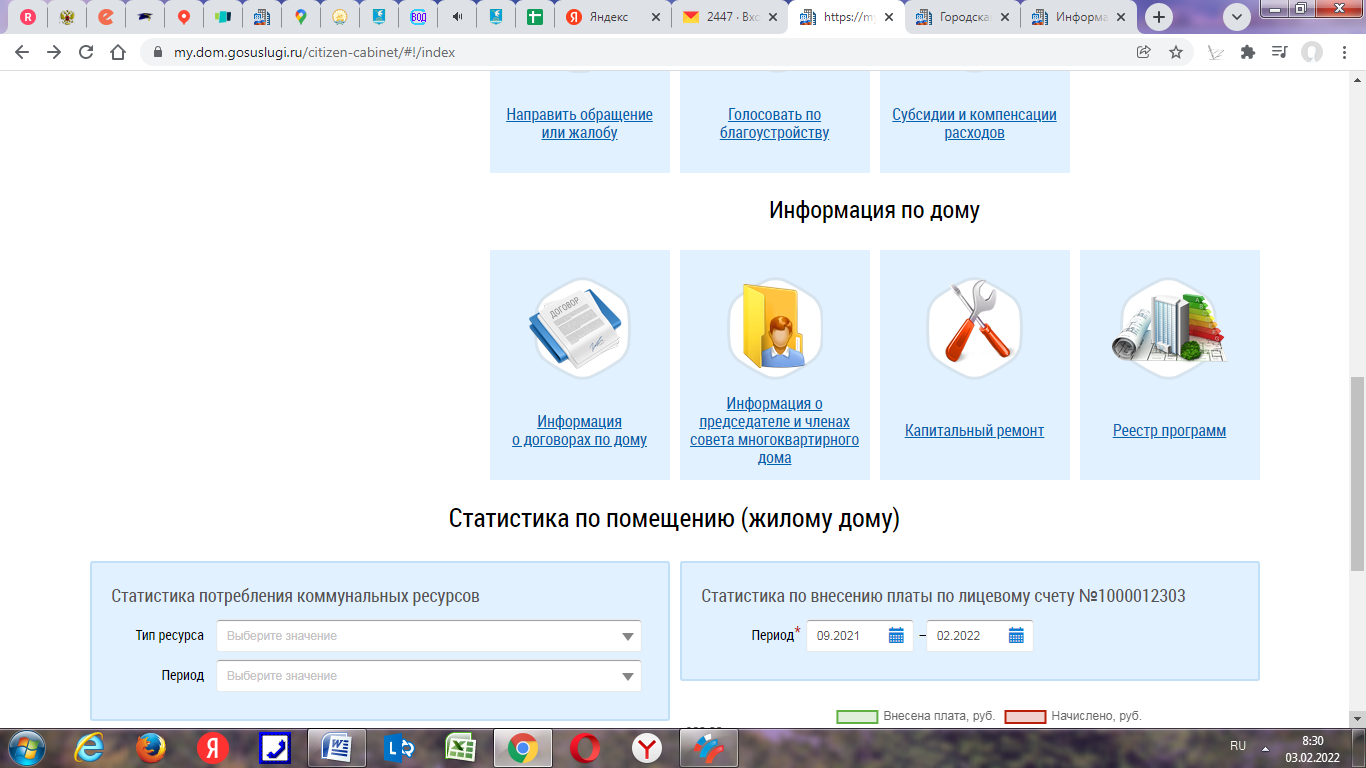 Яндекс
2447 · Вхо
https://my
Городская
Информа
my.dom.gosuslugi.ru/citizen-cabinet/#!/index
Направить обращение
или жалобу
Голосовать по
благоустройству
Субсидии и компенсации
расходов
Информация по дому
ДОГОВОР
Информация
о договорах по дому
Информация о
председателе и членах
совета многоквартирного
дома
Капитальный ремонт
Реестр программ
Статистика по помещению (жилому дому)
Статистика потребления коммунальных ресурсов
Тип ресурса
Выберите значение
Период
Выберите значение
Статистика по внесению платы по лицевому счету №1000012303
Период*
09.2021
–
02.2022
Внесена плата, руб.
Начислено, руб.
RU
8:30
03.02.2022